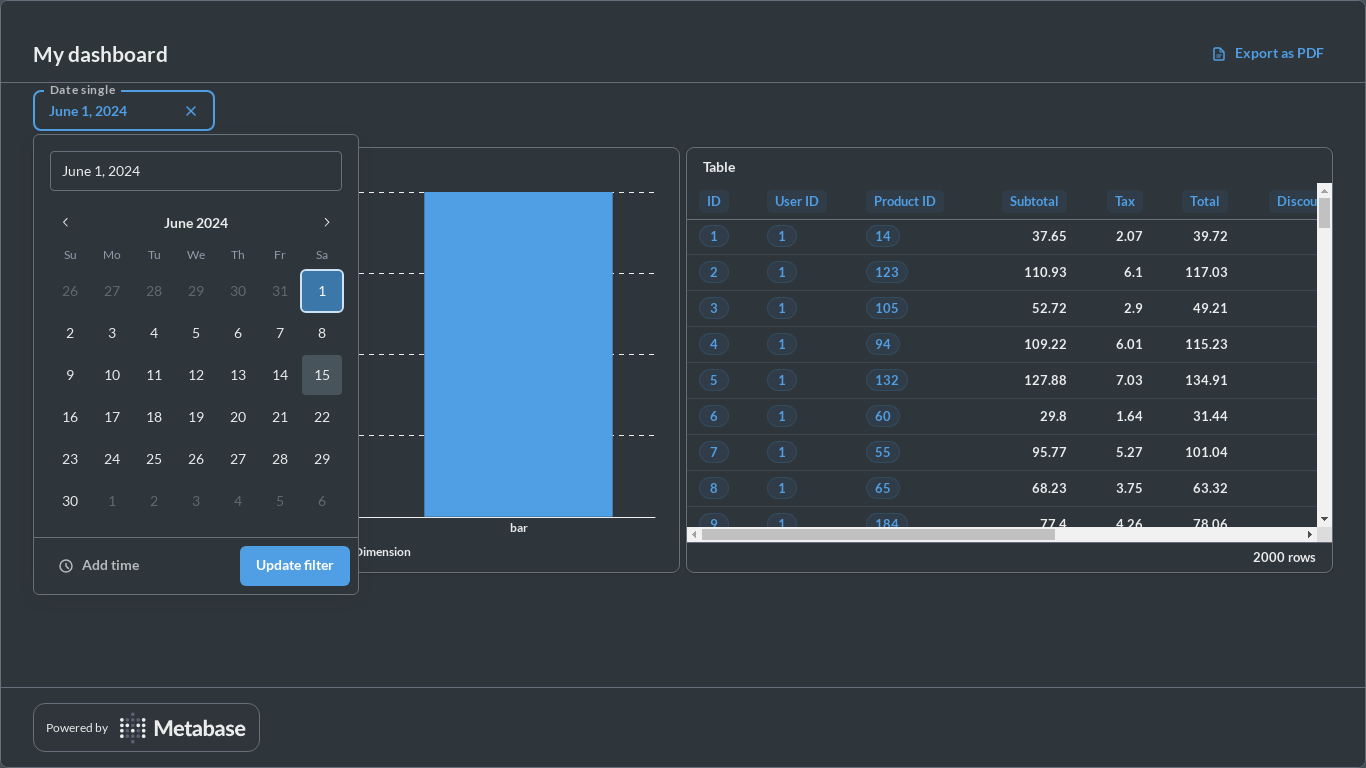 My dashboard
Export as PDF
Date single
June 1, 2024
June 1, 2024
June 2024
Su Mo Tu We Th Fr Sa
26 27 28 29 30 31 1
2 3 4 5 6 7 8
9 10 11 12 13 14 15
16 17 18 19 20 21 22
23 24 25 26 27 28 29
30 1 2 3 4 5 6
Add time
Update filter
bar
Dimension
Table
ID User ID Product ID Subtotal Tax Total Discou
1 1 14 37.65 2.07 39.72
2 1 123 110.93 6.1 117.03
3 1 105 52.72 2.9 49.21
4 1 94 109.22 6.01 115.23
5 1 132 127.88 7.03 134.91
6 1 60 29.8 1.64 31.44
7 1 55 95.77 5.27 101.04
8 1 65 68.23 3.75 63.32
9 1 184 77.4 4.26 78.06
2000 rows
Powered by Metabase